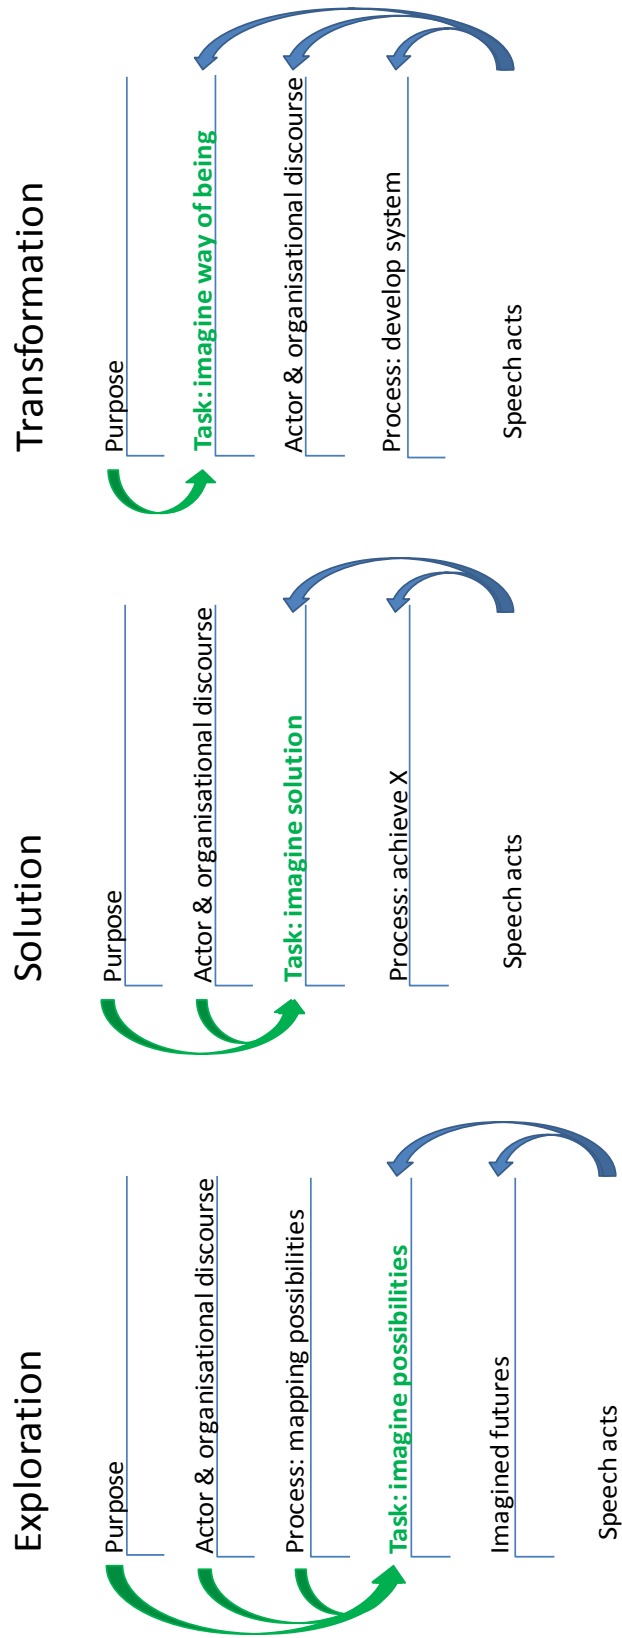 Exploration
Purpose
Actor & organisational discourse
Process: mapping possibilities
Task: imagine possibilities
Imagined futures
Speech acts
Solution
Purpose
Actor & organisational discourse
Task: imagine solution
Process: achieve X
Speech acts
Transformation
Purpose
Task: imagine way of being
Actor & organisational discourse
Process: develop system
Speech acts